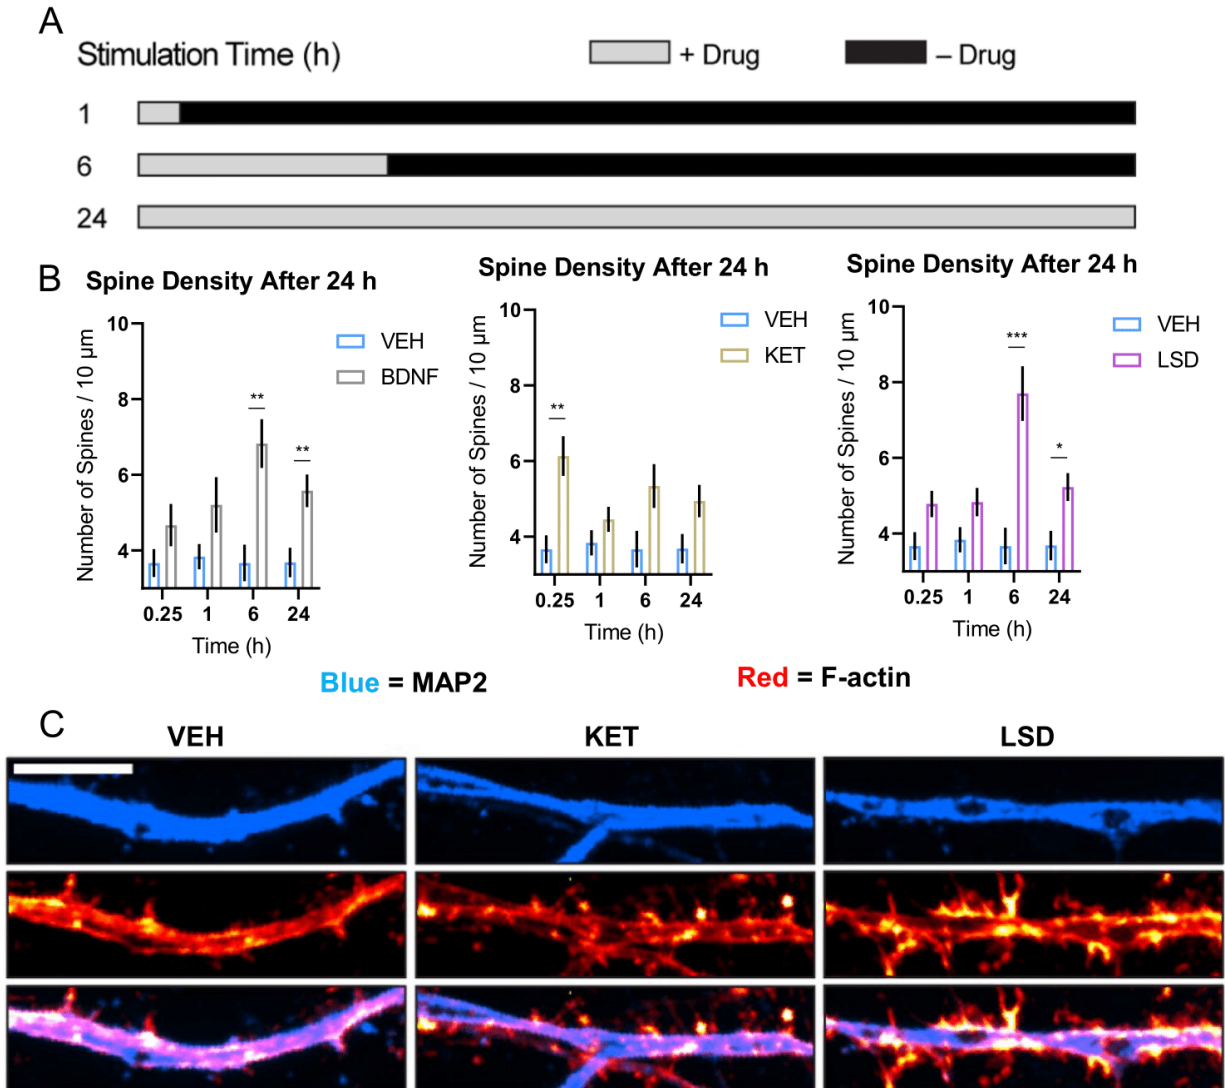 A
Stimulation Time (h)
+ Drug
– Drug
1
6
24
B
Spine Density After 24 h
Number of Spines / 10 µm
10
8
6
4
**
**
VEH
BDNF
0.25 1 6 24
Time (h)
Spine Density After 24 h
Number of Spines / 10 µm
10
8
6
4
**
VEH
KET
0.25 1 6 24
Time (h)
Spine Density After 24 h
Number of Spines / 10 µm
10
8
6
4
***
*
VEH
LSD
0.25 1 6 24
Time (h)
Blue = MAP2
Red = F-actin
C
VEH
KET
LSD